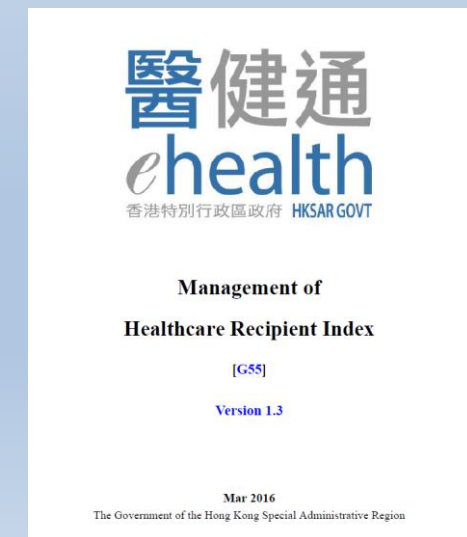 醫健通
ehealth
香港特別行政區政府 HKSAR GOVT
Management of
Healthcare Recipient Index
[G55]
Version 1.3
Mar 2016
The Government of the Hong Kong Special Administrative Region